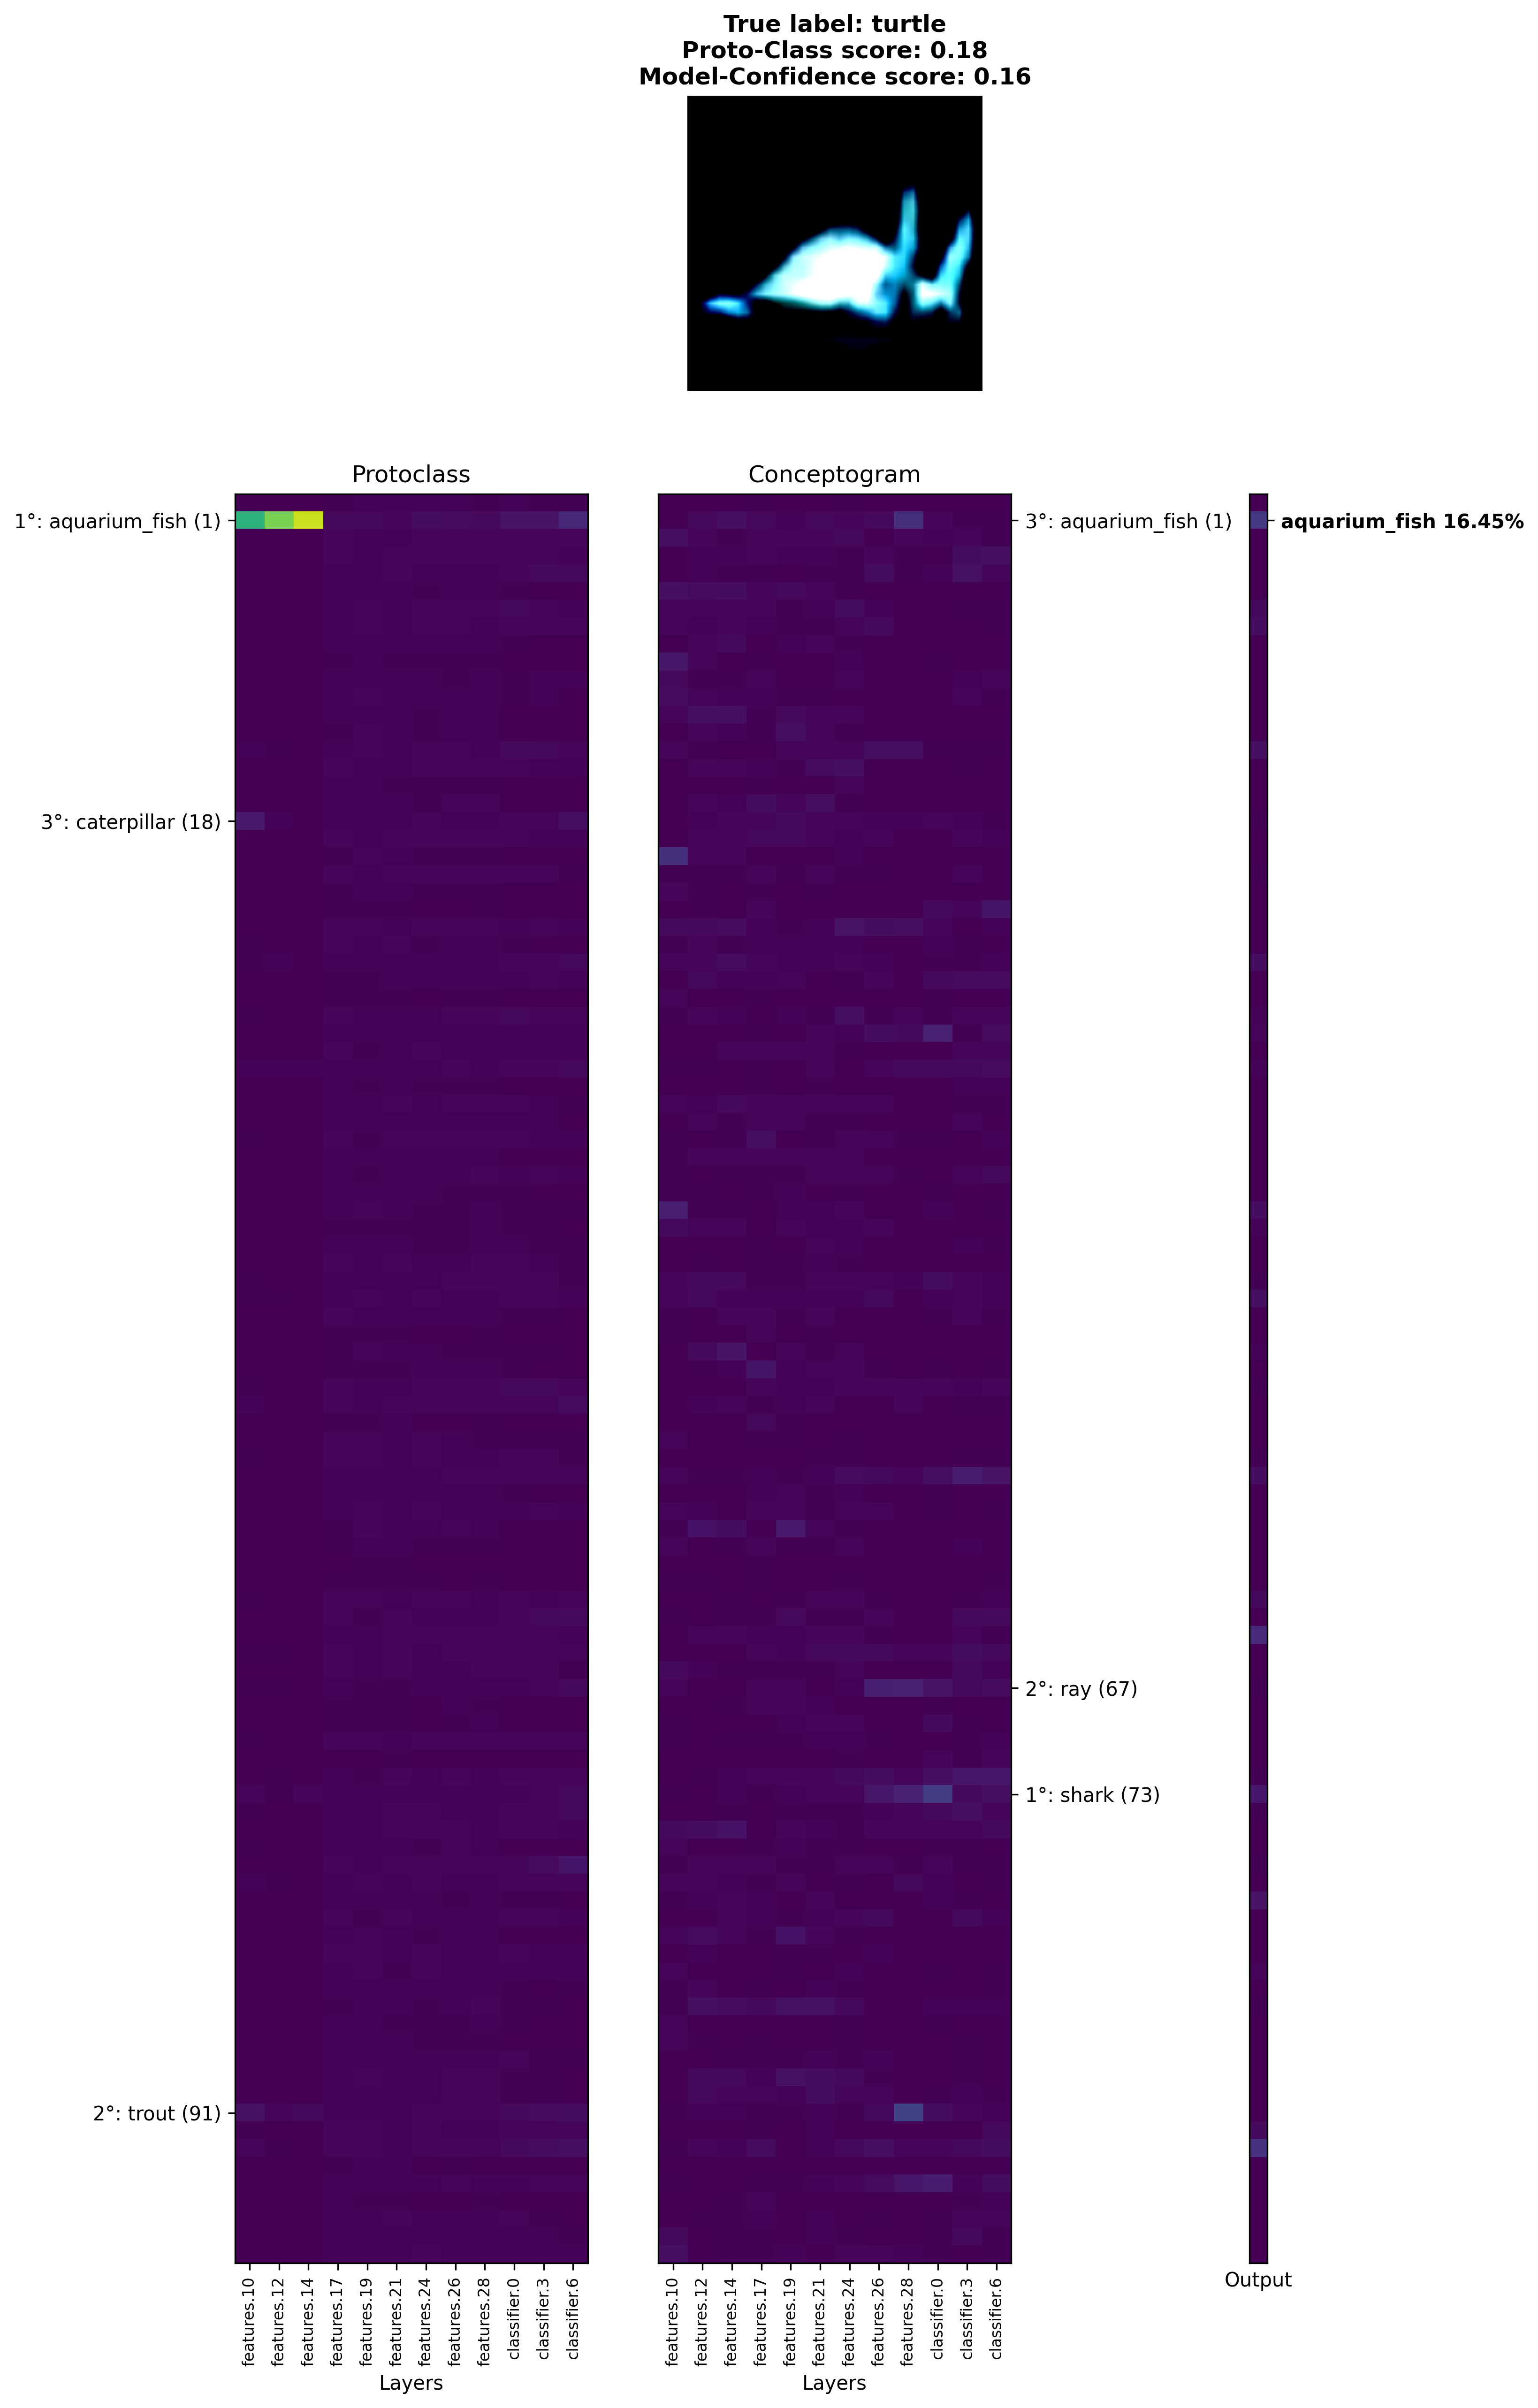 True label: turtle
Proto-Class score: 0.18
Model-Confidence score: 0.16
Protoclass
Conceptogram
1°: aquarium_fish (1)
3°: caterpillar (18)
2°: trout (91)
3°: aquarium_fish (1)
2°: ray (67)
1°: shark (73)
aquarium_fish 16.45%
features.10
features.12
features.14
features.17
features.19
features.21
features.24
features.26
features.28
classifier.0
classifier.3
classifier.6
Layers
features.10
features.12
features.14
features.17
features.19
features.21
features.24
features.26
features.28
classifier.0
classifier.3
classifier.6
Layers
Output